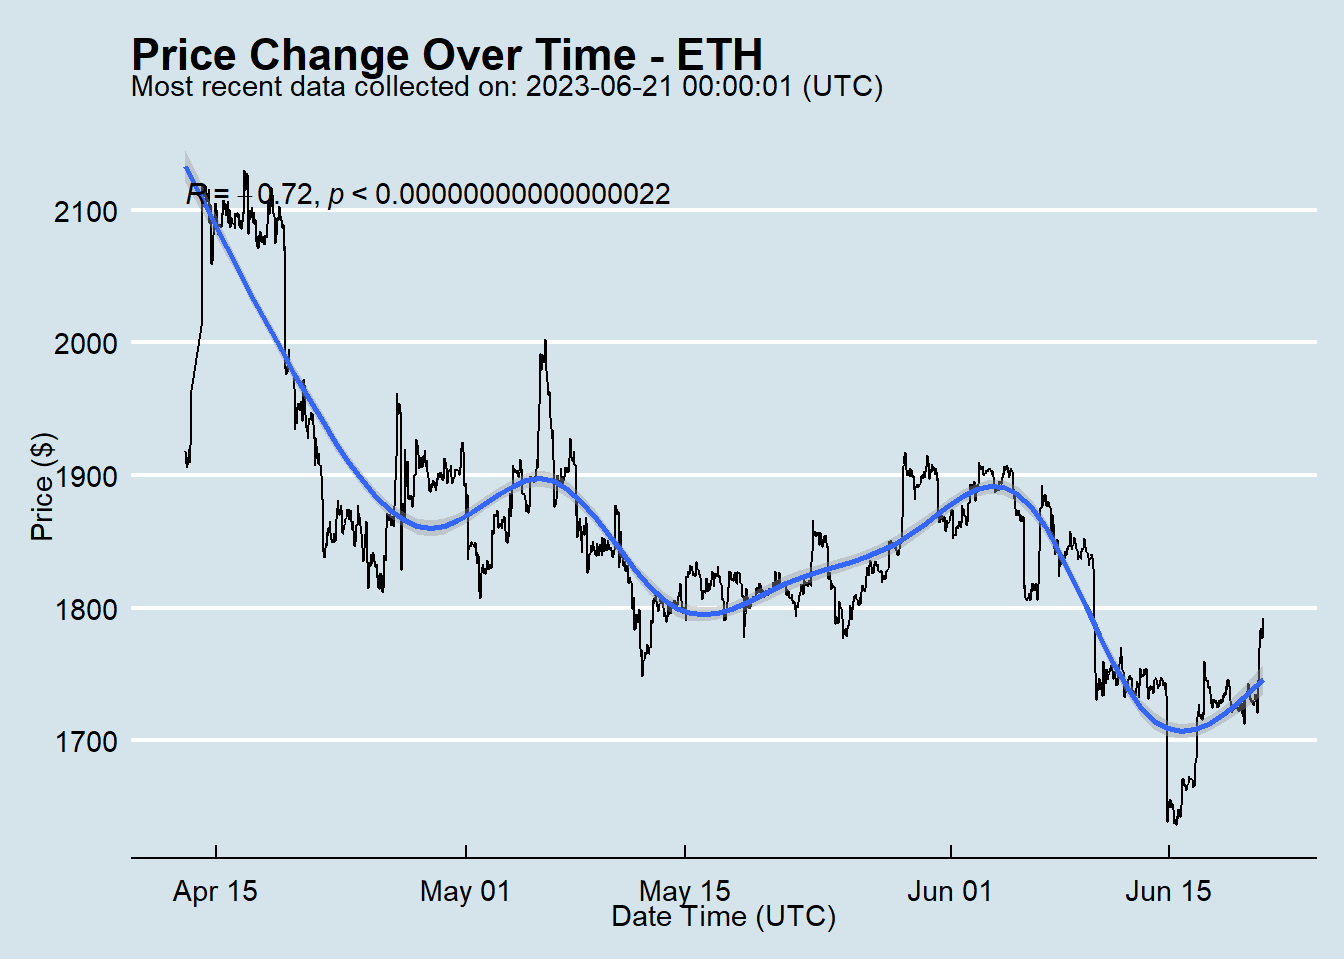 Price Change Over Time - ETH
Most recent data collected on: 2023-06-21 00:00:01 (UTC)
R = −0.72, p < 0.00000000000000022
2100
2000
1900
1800
1700
Price ($)
Apr 15 May 01 May 15 Jun 01 Jun 15
Date Time (UTC)